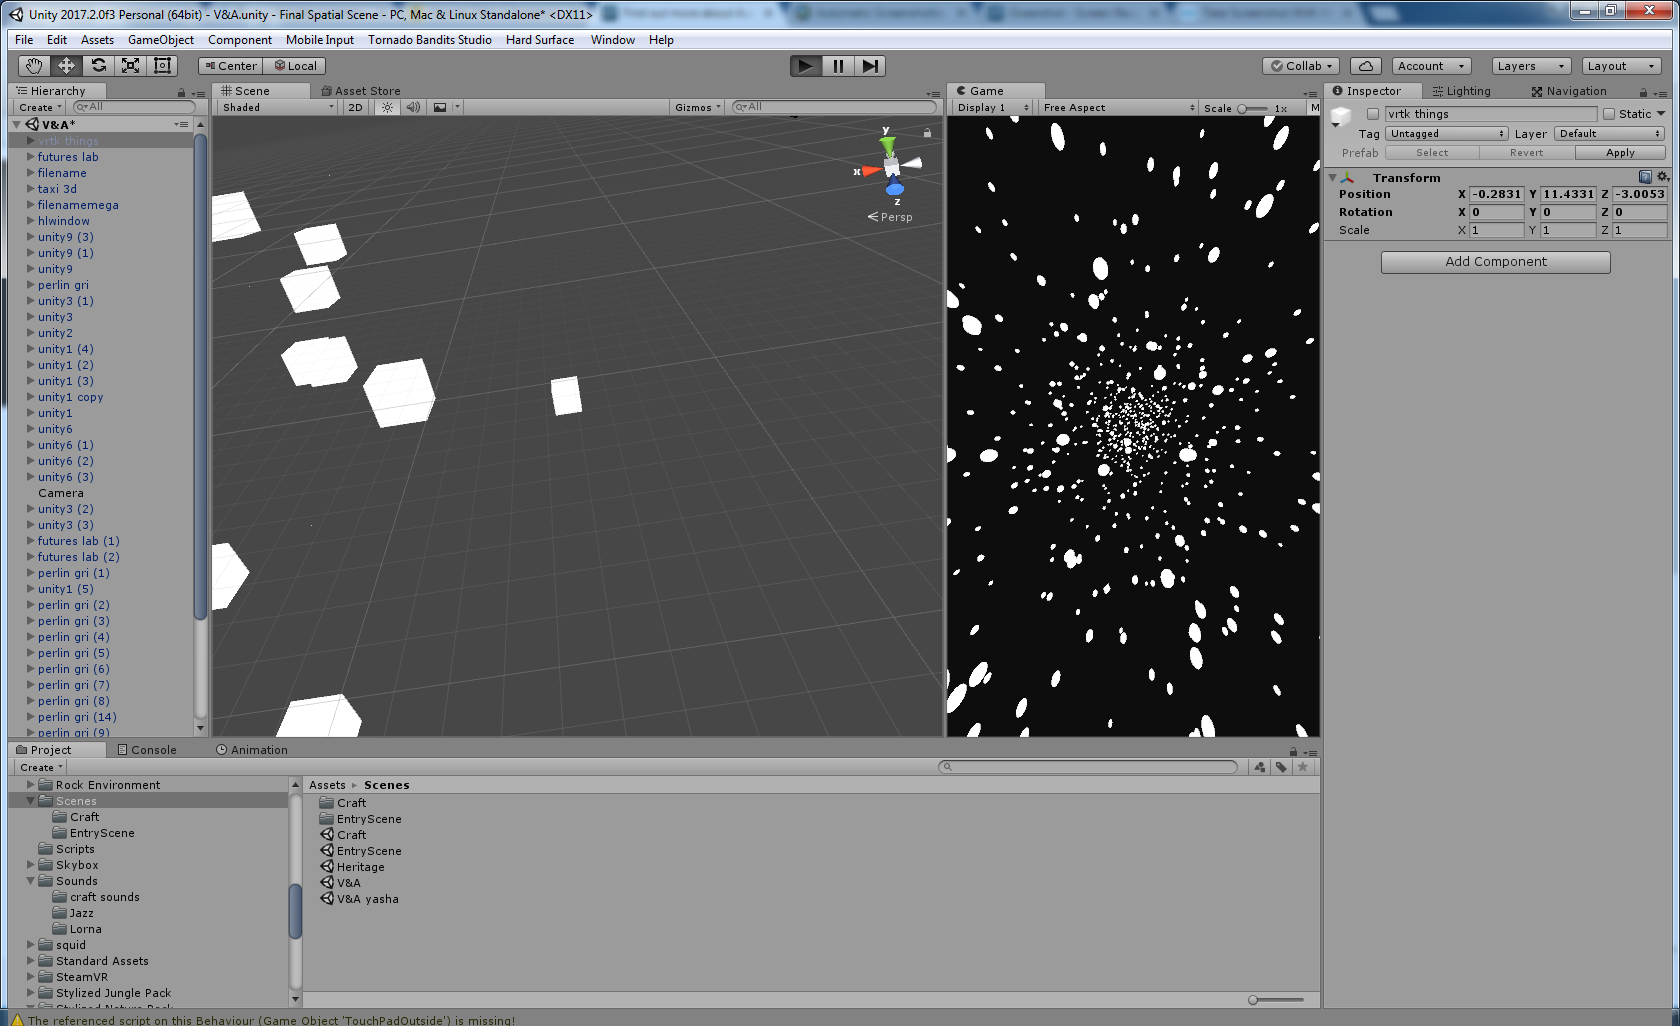 Unity 2017.2.0f3 Personal (64bit) - V&A.unity - Final Spatial Scene - PC, Mac & Linux Standalone* <DX11>
File Edit Assets GameObject Component Mobile Input Tornado Bandits Studio Hard Surface Window Help
Center Local Collab Account Layers Layout
Hierarchy
Create All
V&A*
vrtk things
futures lab
filename
taxi 3d
filenamemega
hlwindow
unity9 (3)
unity9 (1)
unity9
perlin gri
unity3 (1)
unity3
unity2
unity1 (4)
unity1 (2)
unity1 (3)
unity1 copy
unity1
unity6
unity6 (1)
unity6 (2)
unity6 (3)
Camera
unity3 (2)
unity3 (3)
futures lab (1)
futures lab (2)
perlin gri (1)
unity1 (5)
perlin gri (2)
perlin gri (3)
perlin gri (4)
perlin gri (5)
perlin gri (6)
perlin gri (7)
perlin gri (8)
perlin gri (14)
perlin gri (9)
Scene Asset Store
Shaded 2D Gizmos All
y
x
z
Persp
Game
Display 1 Free Aspect Scale 1x M
Inspector Lighting Navigation
vrtk things Static
Tag Untagged Layer Default
Prefab Select Revert Apply
Transform
Position X -0.2831 Y 11.4331 Z -3.0053
Rotation X 0 Y 0 Z 0
Scale X 1 Y 1 Z 1
Add Component
Project Console Animation
Create
Rock Environment
Scenes
Craft
EntryScene
Scripts
Skybox
Sounds
craft sounds
Jazz
Lorna
squid
Standard Assets
SteamVR
Stylized Jungle Pack
Stylized Nature Pack
Assets Scenes
Craft
EntryScene
Craft
EntryScene
Heritage
V&A
V&A yasha
The referenced script on this Behaviour (Game Object 'TouchPadOutside') is missing!